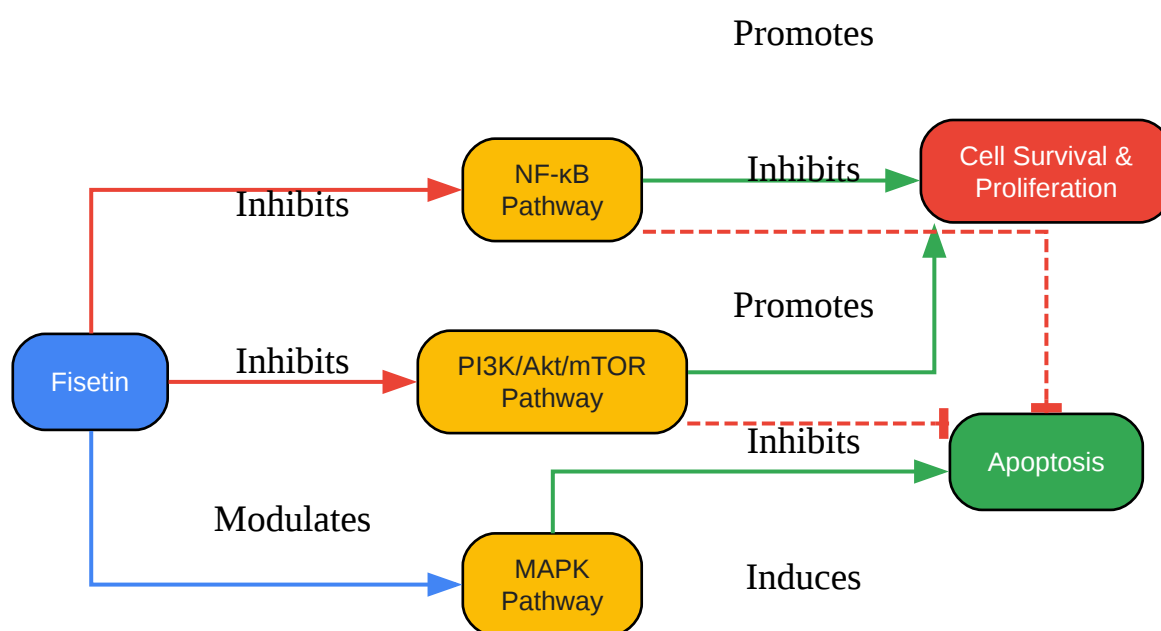 Promotes
NF-κB
Pathway
Inhibits
Cell Survival &
Proliferation
Inhibits
Promotes
Fisetin
Inhibits
PI3K/Akt/mTOR
Pathway
Inhibits
Apoptosis
Modulates
MAPK
Pathway
Induces